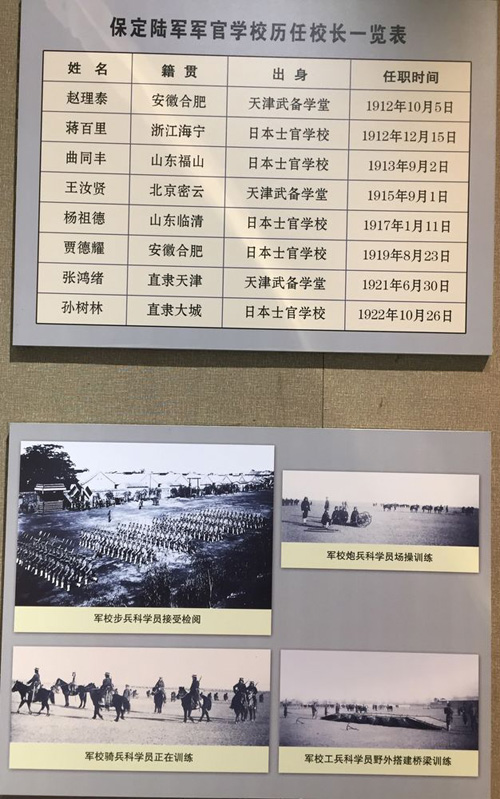 保定陆军军官学校历任校长一览表
姓 名 籍 贯 出 身 任职时间
赵理泰 安徽合肥 天津武备学堂 1912年10月5日
蒋百里 浙江海宁 日本士官学校 1912年12月15日
曲同丰 山东福山 日本士官学校 1913年9月2日
王汝贤 北京密云 天津武备学堂 1915年9月1日
杨祖德 山东临清 日本士官学校 1917年1月11日
贾德耀 安徽合肥 日本士官学校 1919年8月23日
张鸿绪 直隶天津 天津武备学堂 1921年6月30日
孙树林 直隶大城 日本士官学校 1922年10月26日
军校步兵科学员接受检阅
军校炮兵科学员场操训练
军校骑兵科学员正在训练
军校工兵科学员野外搭建桥梁训练